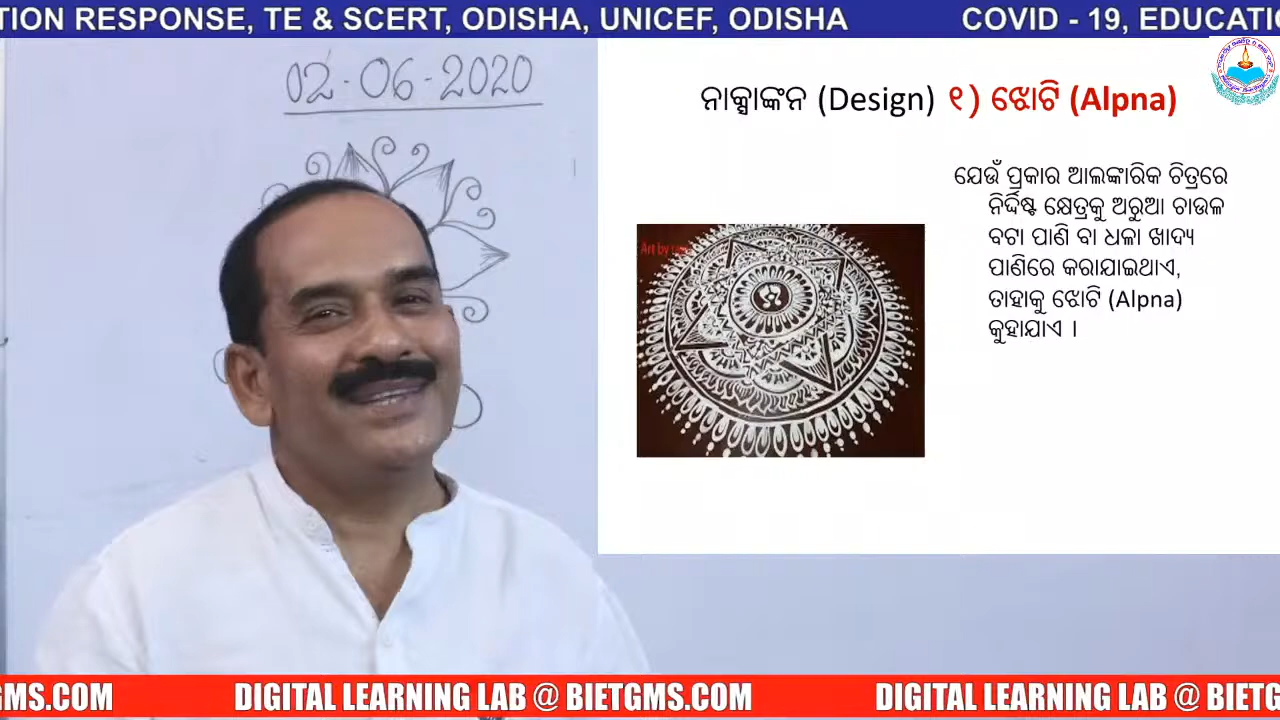 TION RESPONSE, TE & SCERT, ODISHA, UNICEF, ODISHA COVID - 19, EDUCATIO
02-06-2020
ନାକ୍ସାଙ୍କନ (Design) ୧) ଝୋଟି (Alpna)
ଯେଉଁ ପ୍ରକାର ଆଲଙ୍କାରିକ ଚିତ୍ରରେ
ନିର୍ଦ୍ଦିଷ୍ଟ କ୍ଷେତ୍ରକୁ ଅରୁଆ ଚାଉଳ
ବଟା ପାଣି ବା ଧଳା ଖାଦ୍ୟ
ପାଣିରେ କରାଯାଇଥାଏ,
ତାହାକୁ ଝୋଟି (Alpna)
କୁହାଯାଏ ।
Art by
GMS.COM DIGITAL LEARNING LAB @ BIETGMS.COM DIGITAL LEARNING LAB @ BIETG